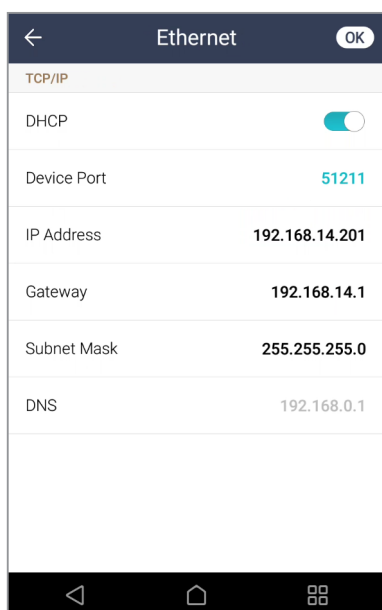 Ethernet OK
TCP/IP
DHCP
Device Port 51211
IP Address 192.168.14.201
Gateway 192.168.14.1
Subnet Mask 255.255.255.0
DNS 192.168.0.1